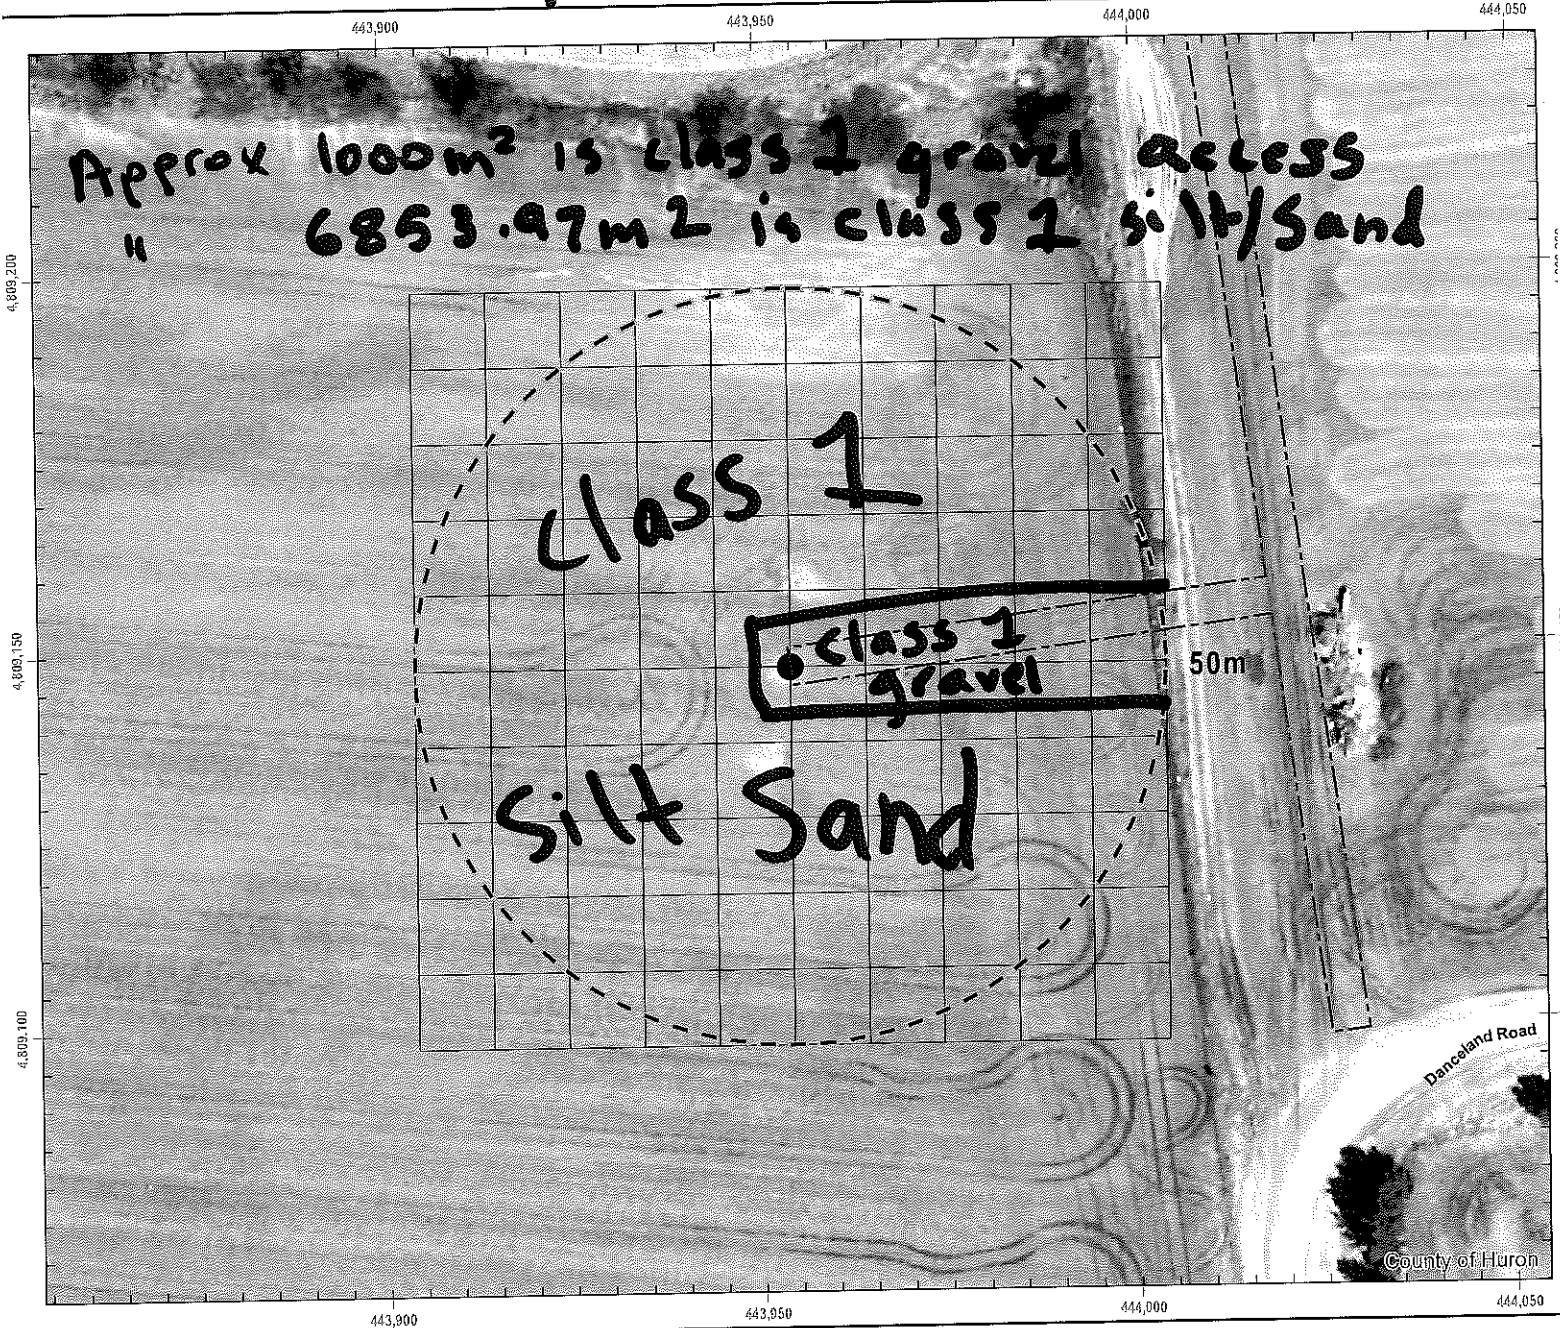 443,900
443,950
444,000
444,050
Approx 1000m² is class 1 gravel access
" 6853.97m2 is class 1 silt/sand
4,809,200
class 1
class 1
gravel
4,809,150
50m
silt sand
4,809,100
Danceland Road
County of Huron
443,900
443,950
444,000
444,050